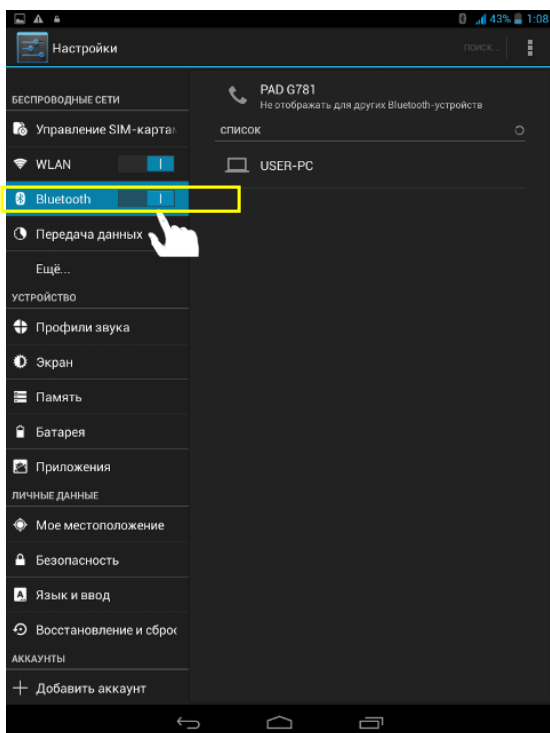 43% 1:08
Настройки
ПОИСК...
БЕСПРОВОДНЫЕ СЕТИ
Управление SIM-картам
WLAN
Bluetooth
Передача данных
Ещё...
УСТРОЙСТВО
Профили звука
Экран
Память
Батарея
Приложения
ЛИЧНЫЕ ДАННЫЕ
Мое местоположение
Безопасность
Язык и ввод
Восстановление и сброс
АККАУНТЫ
Добавить аккаунт
PAD G781
Не отображать для других Bluetooth-устройств
СПИСОК
USER-PC